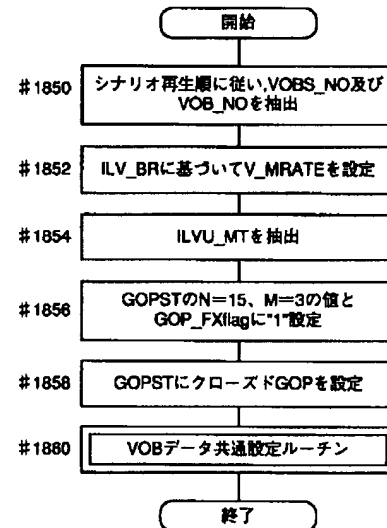 開始
#1850
シナリオ再生順に従い,VOBS_NO及び
VOB_NOを抽出
#1852
ILV_BRに基づいてV_MRATEを設定
#1854
ILVU_MTを抽出
#1856
GOPSTのN=15、M=3の値と
GOP_FXflagに"1"設定
#1858
GOPSTにクローズドGOPを設定
#1860
VOBデータ共通設定ルーチン
終了